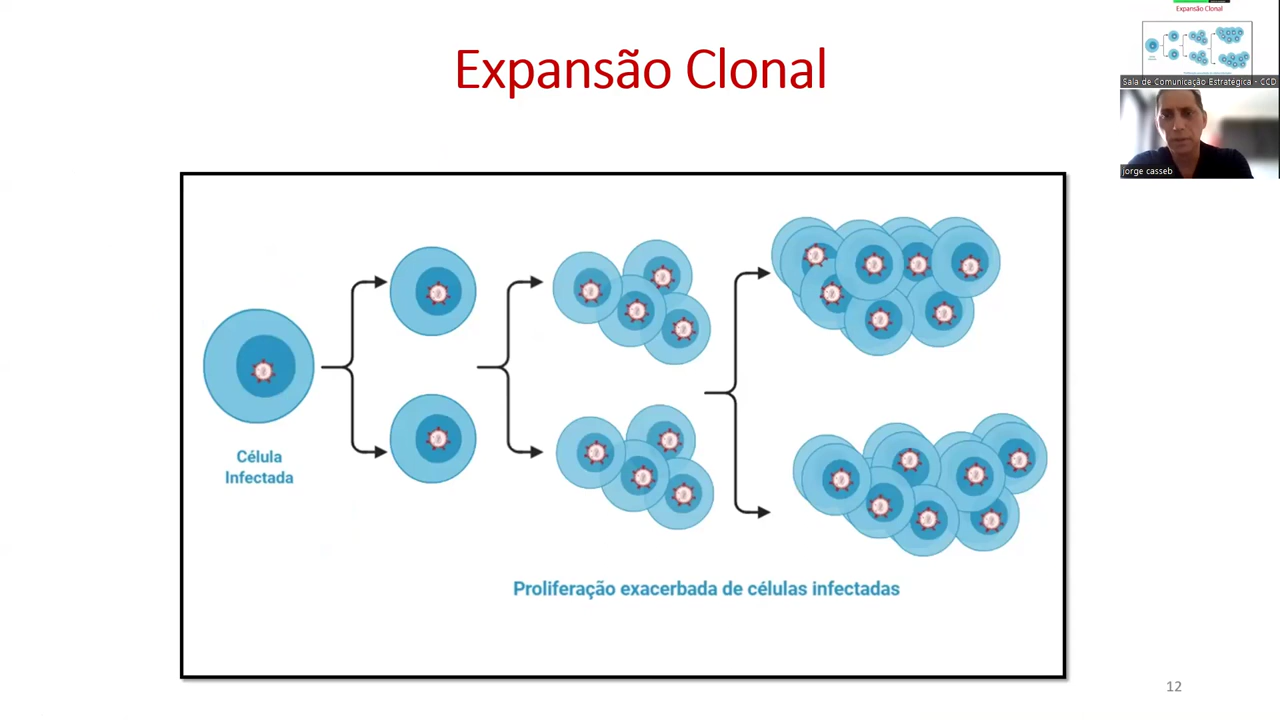 Expansão Clonal
Célula
Infectada
Proliferação exacerbada de células infectadas
12
Expansão Clonal
Sala de Comunicação Estratégica - CCD
jorge casseb